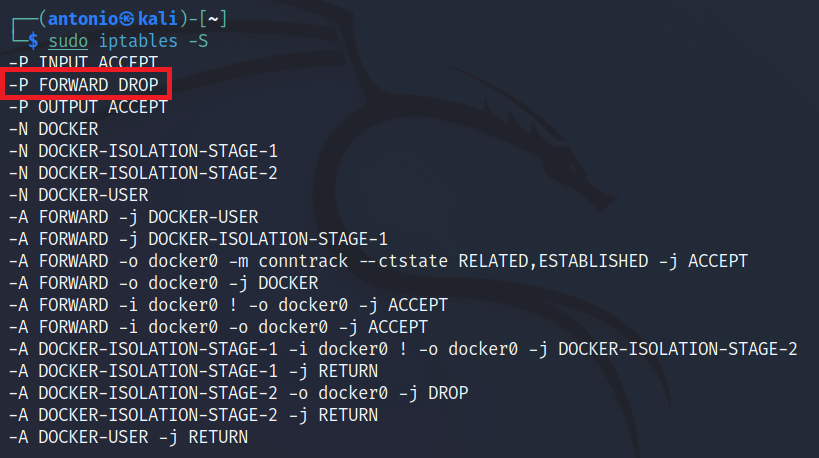 ┌──(antonio㉿kali)-[~]
└─$ sudo iptables -S
-P INPUT ACCEPT
-P FORWARD DROP
-P OUTPUT ACCEPT
-N DOCKER
-N DOCKER-ISOLATION-STAGE-1
-N DOCKER-ISOLATION-STAGE-2
-N DOCKER-USER
-A FORWARD -j DOCKER-USER
-A FORWARD -j DOCKER-ISOLATION-STAGE-1
-A FORWARD -o docker0 -m conntrack --ctstate RELATED,ESTABLISHED -j ACCEPT
-A FORWARD -o docker0 -j DOCKER
-A FORWARD -i docker0 ! -o docker0 -j ACCEPT
-A FORWARD -i docker0 -o docker0 -j ACCEPT
-A DOCKER-ISOLATION-STAGE-1 -i docker0 ! -o docker0 -j DOCKER-ISOLATION-STAGE-2
-A DOCKER-ISOLATION-STAGE-1 -j RETURN
-A DOCKER-ISOLATION-STAGE-2 -o docker0 -j DROP
-A DOCKER-ISOLATION-STAGE-2 -j RETURN
-A DOCKER-USER -j RETURN